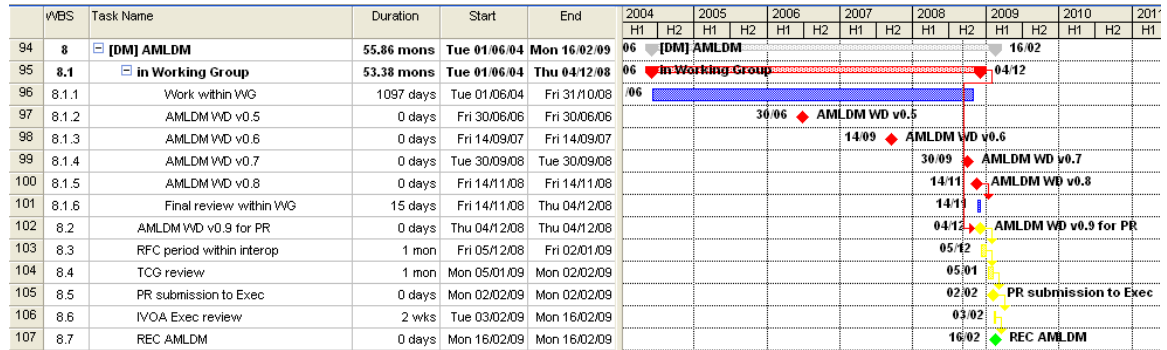 WBS Task Name Duration Start End 2004 2005 2006 2007 2008 2009 2010 2011
H1 H2 H1 H2 H1 H2 H1 H2 H1 H2 H1 H2 H1 H2 H1
94 8 [DM] AMLDM 55.86 mons Tue 01/06/04 Mon 16/02/09 06 [DM] AMLDM 16/02
95 8.1 in Working Group 53.38 mons Tue 01/06/04 Thu 04/12/08 06 in Working Group 04/12
96 8.1.1 Work within WG 1097 days Tue 01/06/04 Fri 31/10/08 /06
97 8.1.2 AMLDM WD v0.5 0 days Fri 30/06/06 Fri 30/06/06 30/06 AMLDM WD v0.5
98 8.1.3 AMLDM WD v0.6 0 days Fri 14/09/07 Fri 14/09/07 14/09 AMLDM WD v0.6
99 8.1.4 AMLDM WD v0.7 0 days Tue 30/09/08 Tue 30/09/08 30/09 AMLDM WD v0.7
100 8.1.5 AMLDM WD v0.8 0 days Fri 14/11/08 Fri 14/11/08 14/11 AMLDM WD v0.8
101 8.1.6 Final review within WG 15 days Fri 14/11/08 Thu 04/12/08 14/11
102 8.2 AMLDM WD v0.9 for PR 0 days Thu 04/12/08 Thu 04/12/08 04/12 AMLDM WD v0.9 for PR
103 8.3 RFC period within interop 1 mon Fri 05/12/08 Fri 02/01/09 05/12
104 8.4 TCG review 1 mon Mon 05/01/09 Mon 02/02/09 05/01
105 8.5 PR submission to Exec 0 days Mon 02/02/09 Mon 02/02/09 02/02 PR submission to Exec
106 8.6 IVOA Exec review 2 wks Tue 03/02/09 Mon 16/02/09 03/02
107 8.7 REC AMLDM 0 days Mon 16/02/09 Mon 16/02/09 16/02 REC AMLDM